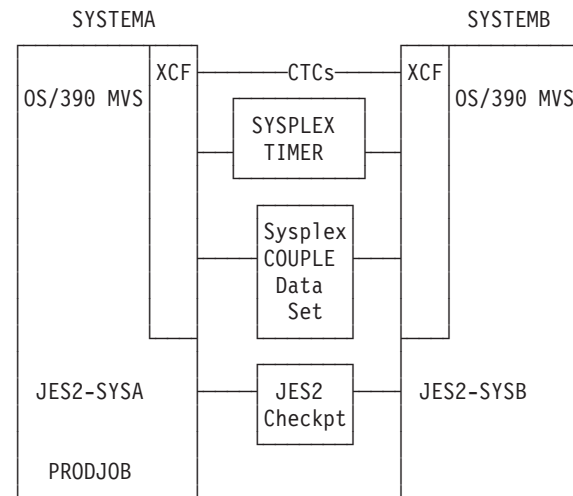 SYSTEMA SYSTEMB
XCF CTCs XCF
OS/390 MVS OS/390 MVS
SYSPLEX
TIMER
Sysplex
COUPLE
Data
Set
JES2-SYSA JES2 JES2-SYSB
Checkpt
PRODJOB